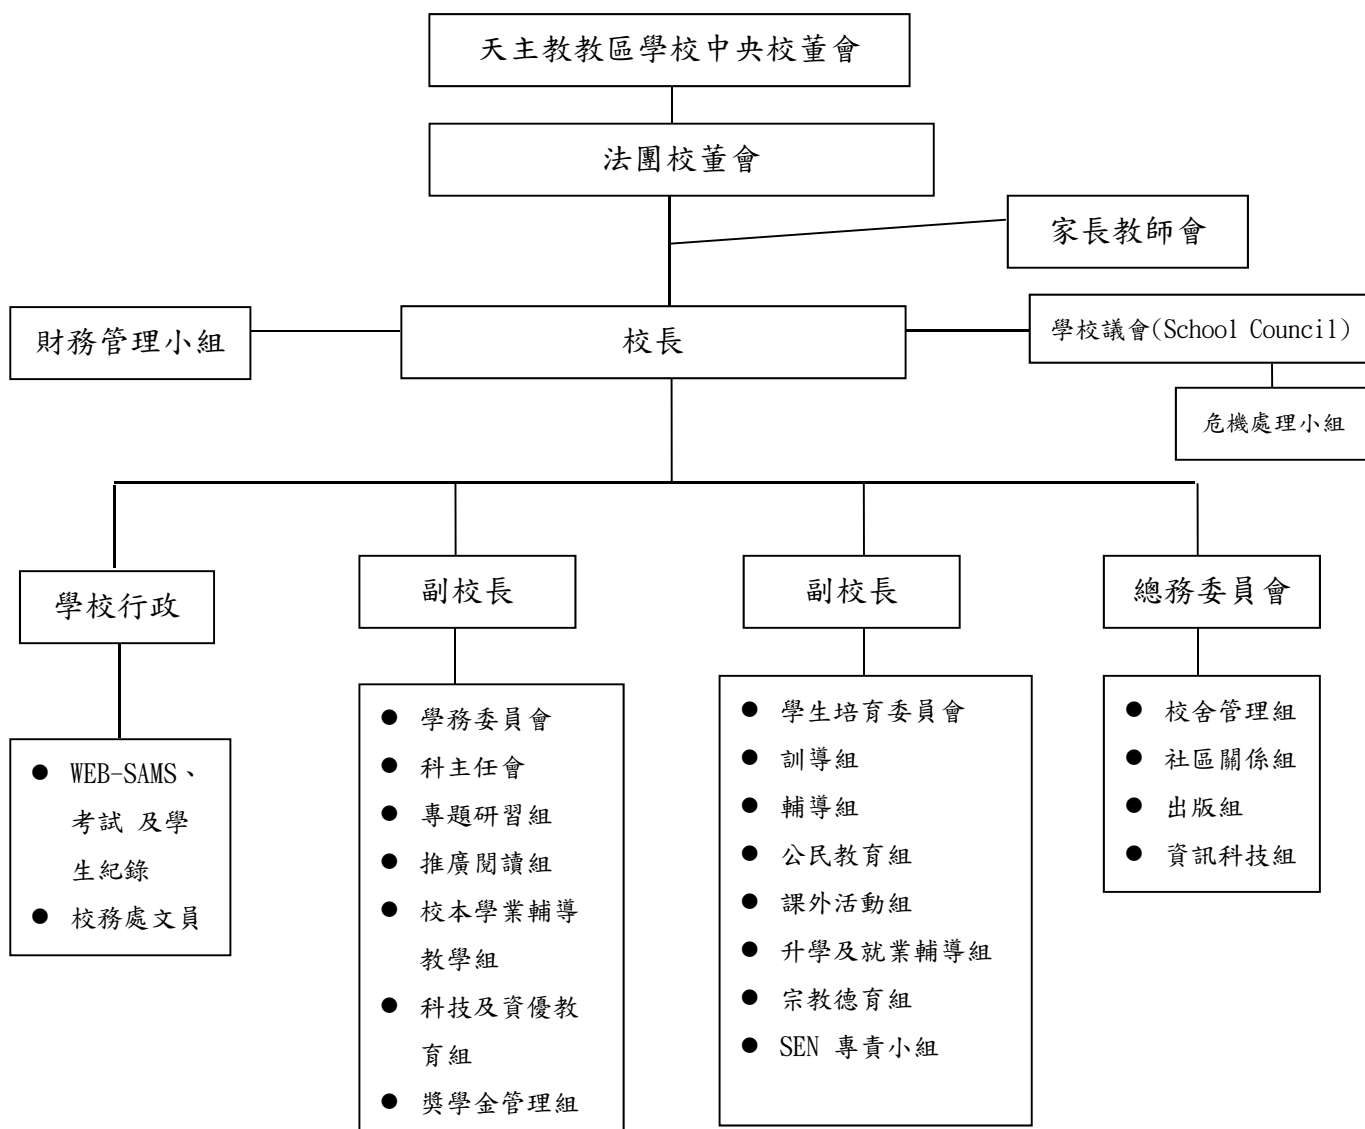 天主教教區學校中央校董會
法團校董會
家長教師會
財務管理小組
校長
學校議會(School Council)
危機處理小組
學校行政
副校長
副校長
總務委員會
● WEB-SAMS、
考試 及學
生紀錄
● 校務處文員
● 學務委員會
● 科主任會
● 專題研習組
● 推廣閱讀組
● 校本學業輔導
教學組
● 科技及資優教
育組
● 獎學金管理組
● 學生培育委員會
● 訓導組
● 輔導組
● 公民教育組
● 課外活動組
● 升學及就業輔導組
● 宗教德育組
● SEN 專責小組
● 校舍管理組
● 社區關係組
● 出版組
● 資訊科技組